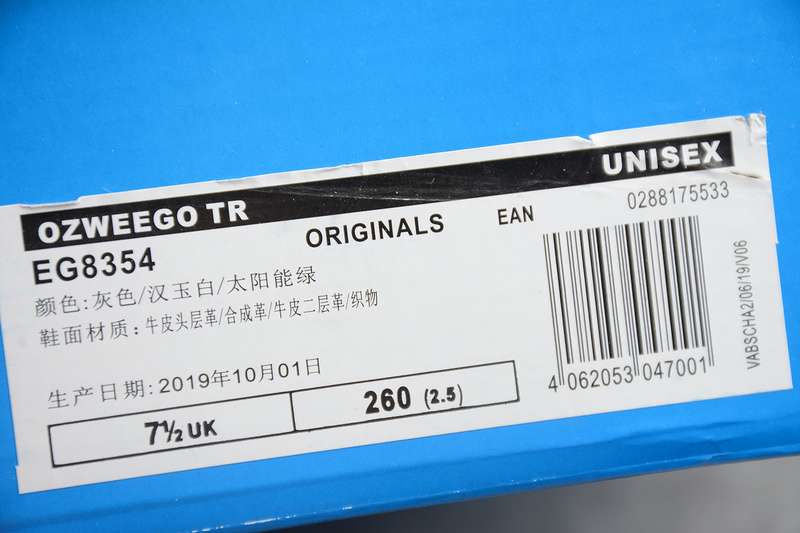 OZWEEGO TR UNISEX
EG8354 ORIGINALS EAN 0288175533
颜色:灰色/汉玉白/太阳能绿
鞋面材质: 牛皮头层革/合成革/牛皮二层革/织物
生产日期:2019年10月01日
7½ UK 260 (2.5)
4 062053 047001
VABSCHA2/06/19/V06